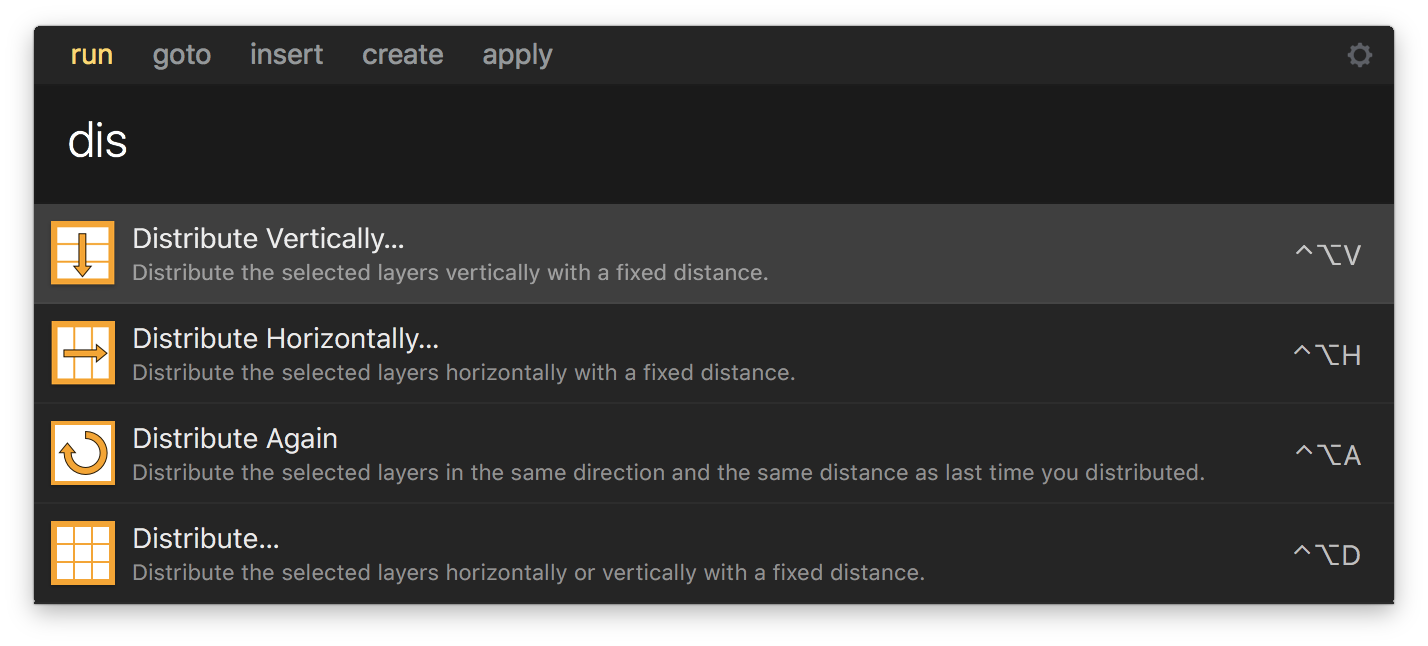 run goto insert create apply
dis
Distribute Vertically...
Distribute the selected layers vertically with a fixed distance.
^⌥V
Distribute Horizontally...
Distribute the selected layers horizontally with a fixed distance.
^⌥H
Distribute Again
Distribute the selected layers in the same direction and the same distance as last time you distributed.
^⌥A
Distribute...
Distribute the selected layers horizontally or vertically with a fixed distance.
^⌥D